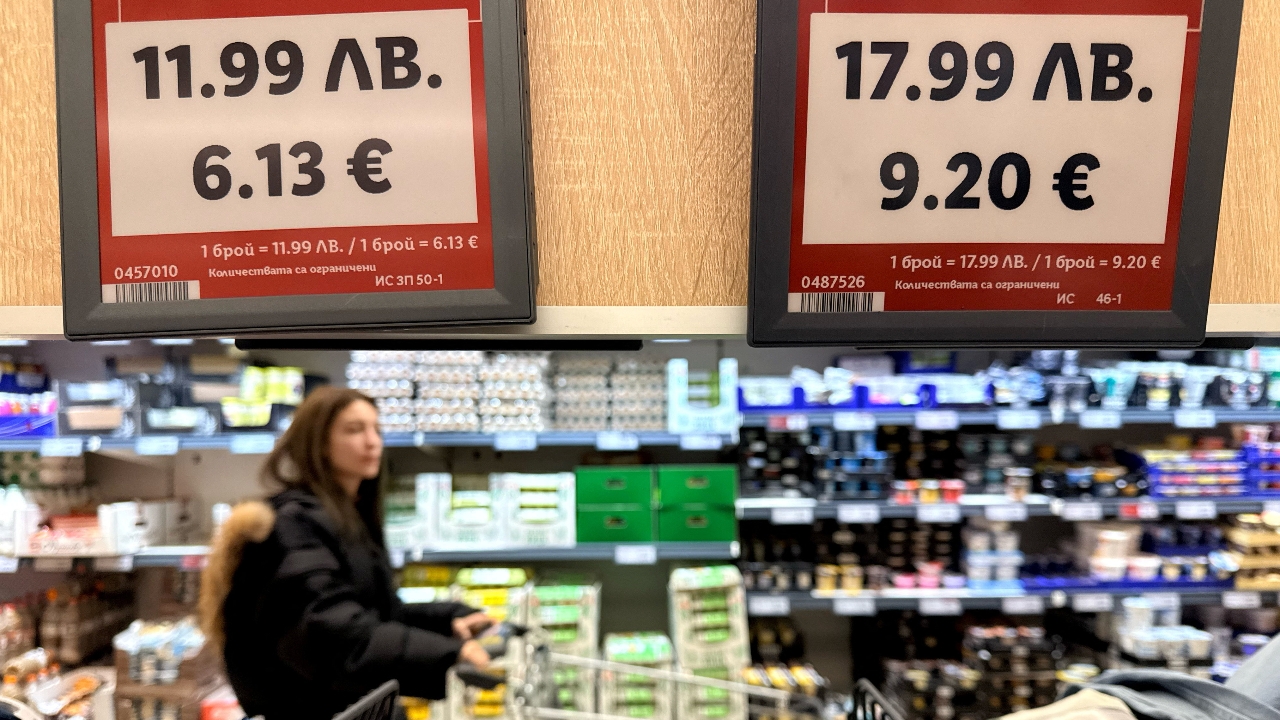 11.99 ЛВ.
6.13 €
1 брой = 11.99 ЛВ. / 1 брой = 6.13 €
0457010
Количествата са ограничени
ИС ЗП 50-1
17.99 ЛВ.
9.20 €
1 брой = 17.99 ЛВ. / 1 брой = 9.20 €
0487526
Количествата са ограничени
ИС 46-1